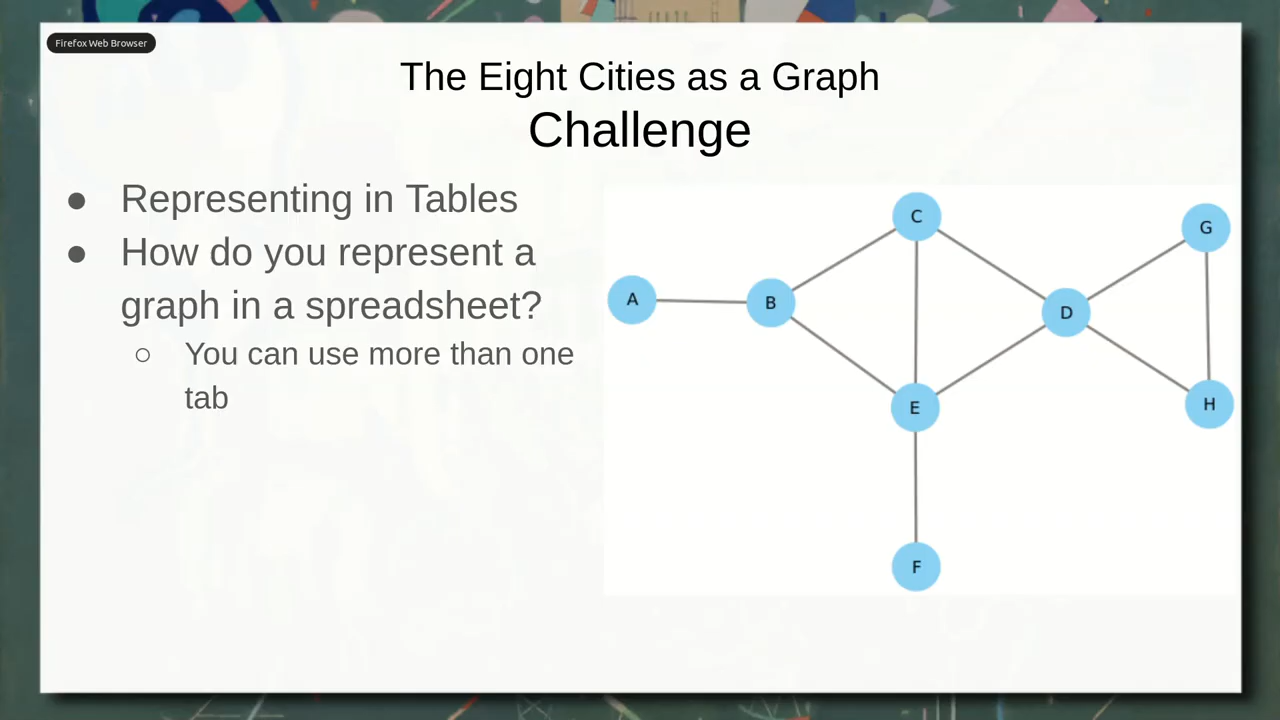 Firefox Web Browser
The Eight Cities as a Graph
Challenge
● Representing in Tables
● How do you represent a
graph in a spreadsheet?
○ You can use more than one
tab
C
G
A
B
D
E
H
F